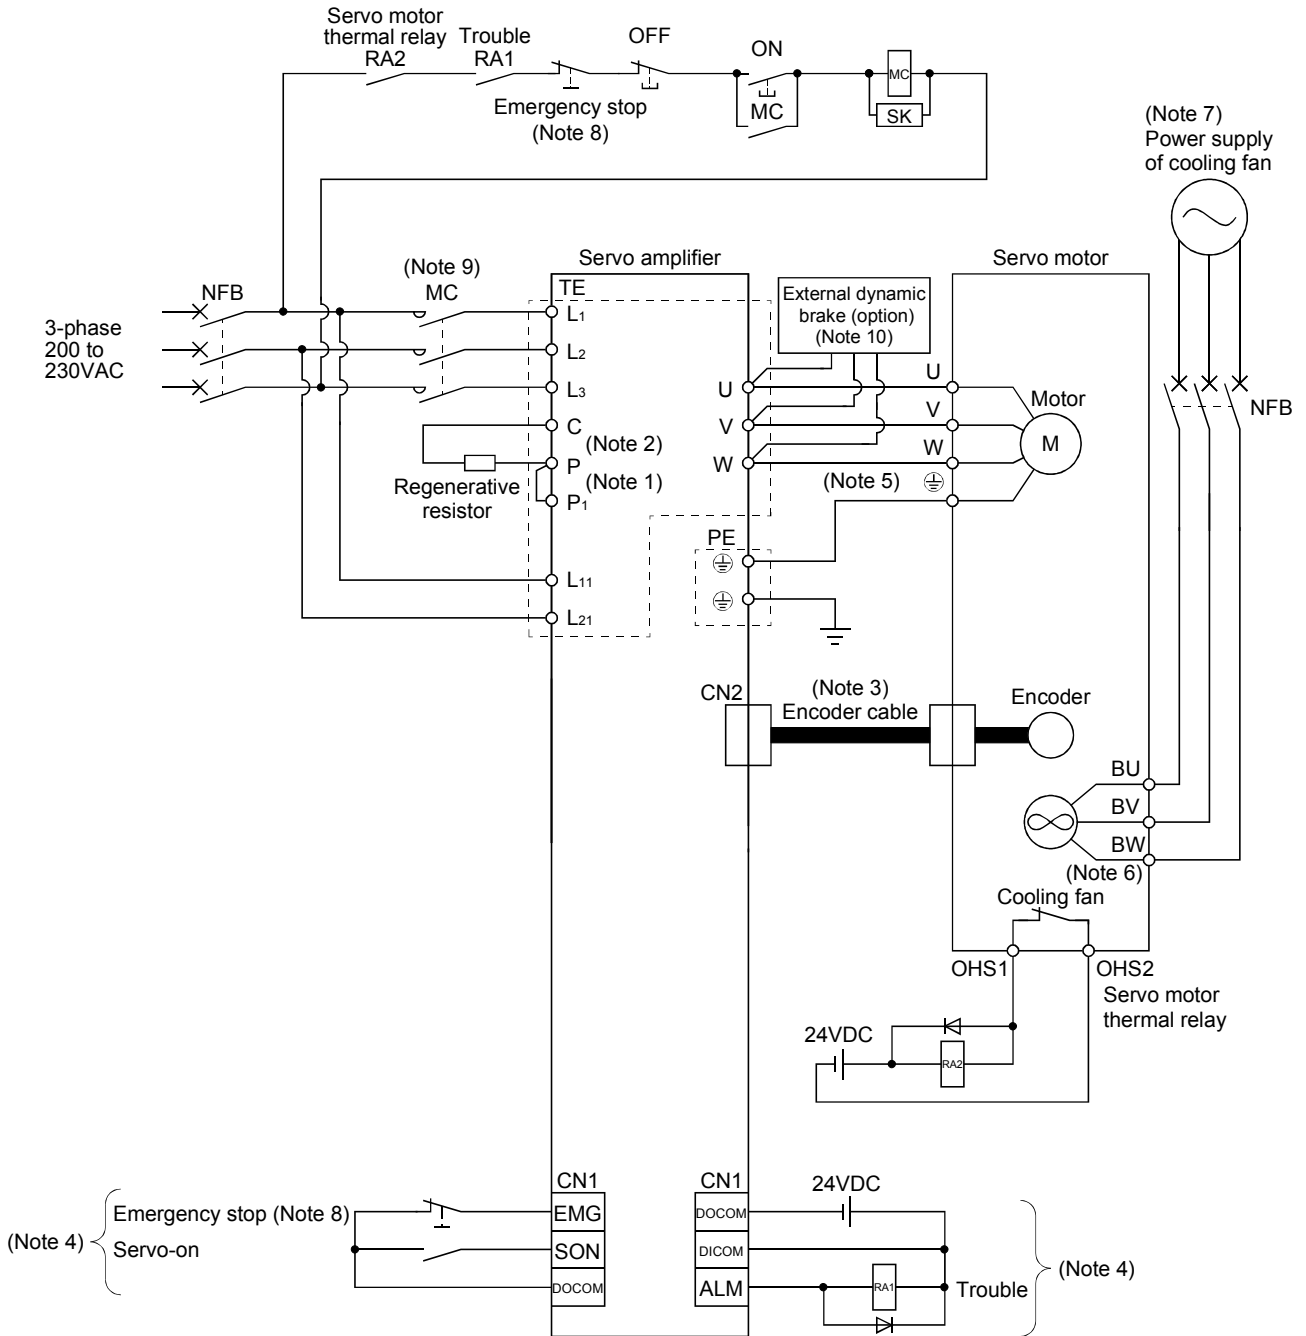 Servo motor
thermal relay
RA2
Trouble
RA1
OFF
ON
Emergency stop
(Note 8)
MC
MC
SK
(Note 7)
Power supply
of cooling fan
NFB
(Note 9)
MC
Servo amplifier
Servo motor
3-phase
200 to
230VAC
TE
L1
L2
L3
C
P
P1
L11
L21
(Note 2)
(Note 1)
Regenerative
resistor
External dynamic
brake (option)
(Note 10)
U
V
W
U
V
W
(Note 5)
Motor
M
NFB
PE
CN2
(Note 3)
Encoder cable
Encoder
BU
BV
BW
(Note 6)
Cooling fan
OHS1
OHS2
Servo motor
thermal relay
24VDC
RA2
(Note 4)
Emergency stop (Note 8)
Servo-on
CN1
EMG
SON
DOCOM
CN1
DOCOM
DICOM
ALM
24VDC
RA1
Trouble
(Note 4)